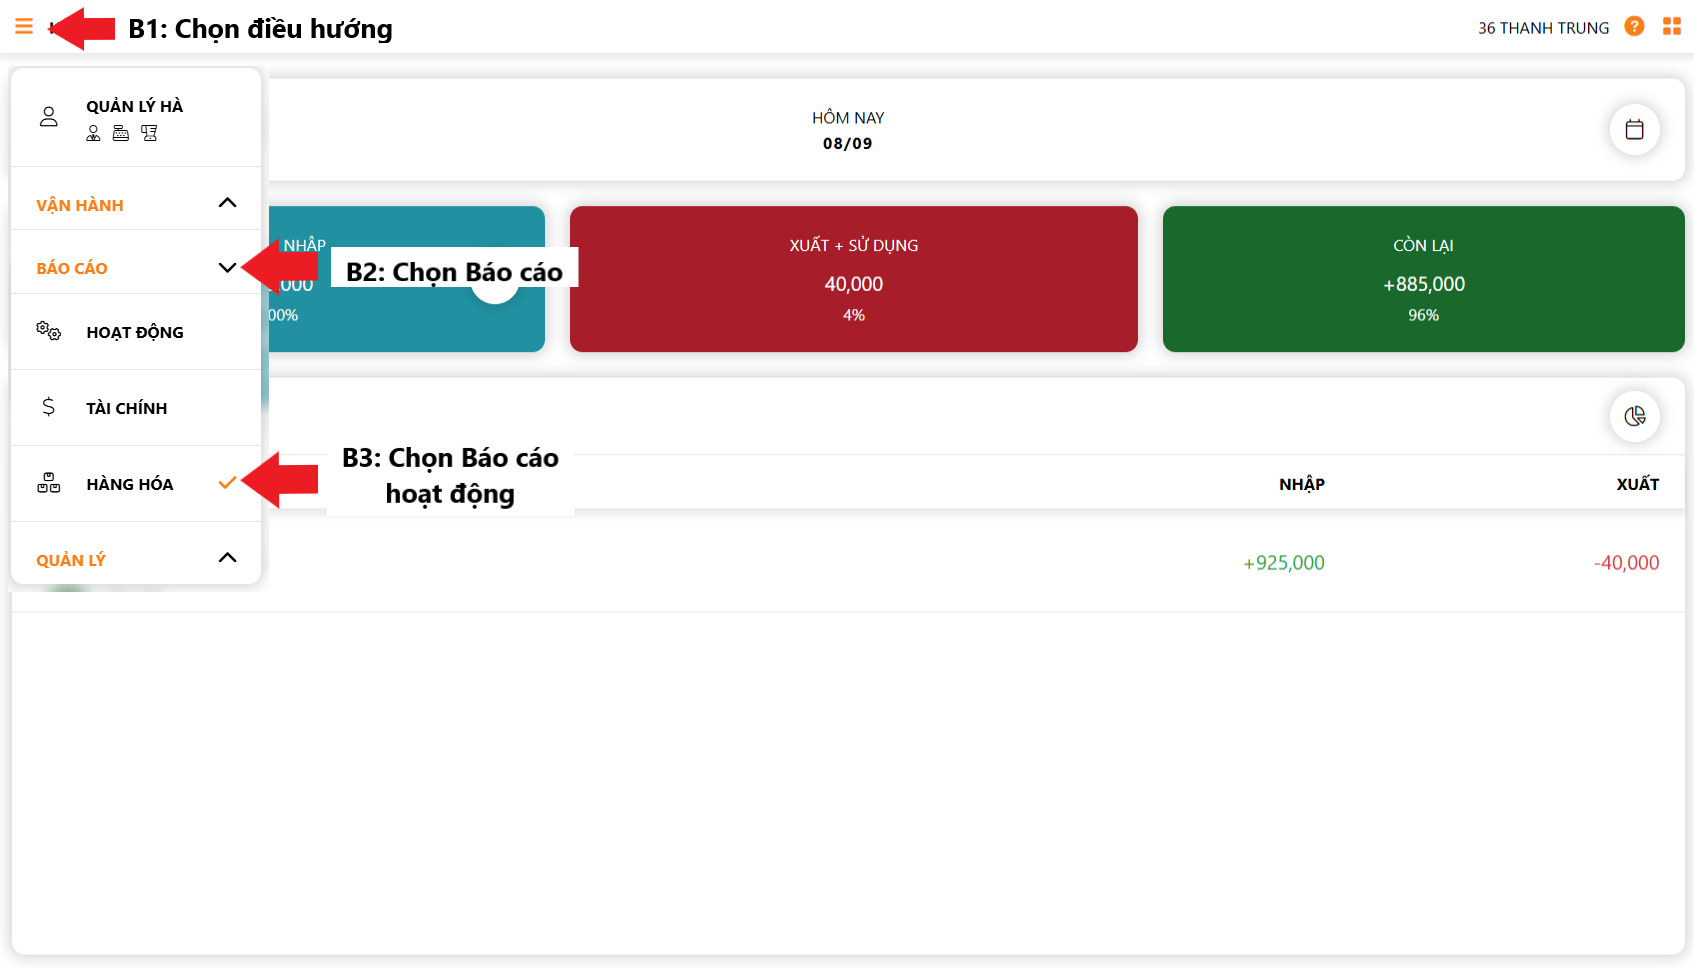 B1: Chọn điều hướng
36 THANH TRUNG
?
QUẢN LÝ HÀ
HÔM NAY
08/09
VẬN HÀNH
BÁO CÁO
HOẠT ĐỘNG
TÀI CHÍNH
HÀNG HÓA
QUẢN LÝ
B2: Chọn Báo cáo
B3: Chọn Báo cáo
hoạt động
NHẬP
,000
00%
XUẤT + SỬ DỤNG
40,000
4%
CÒN LẠI
+885,000
96%
NHẬP
XUẤT
+925,000
-40,000